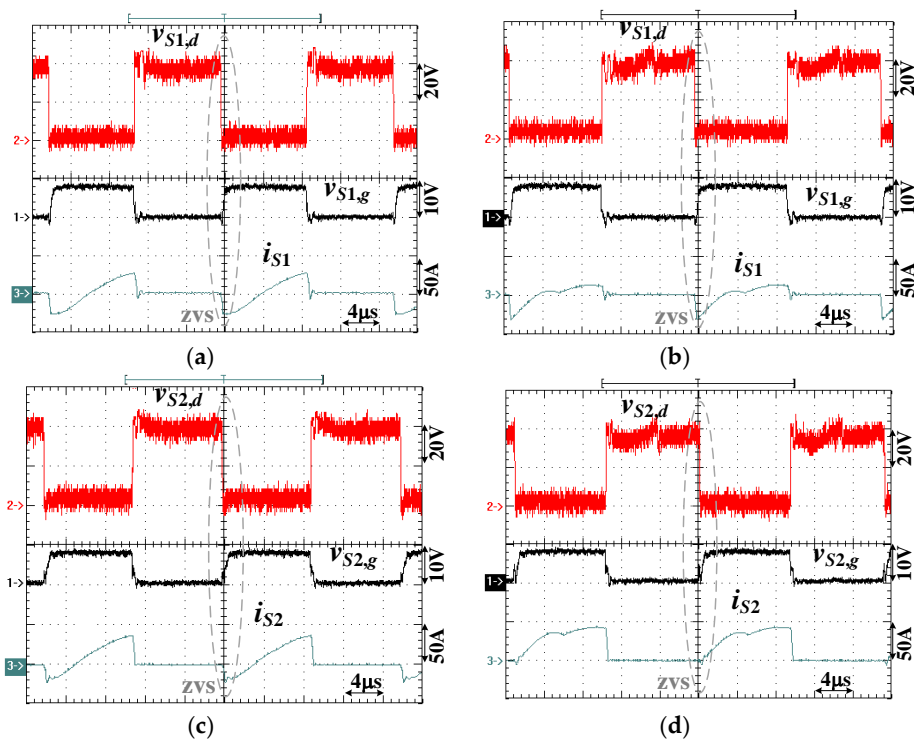 v_{S1,d}
20V
2->
v_{S1,g}
10V
1->
i_{S1}
50A
3->
zvs
4μs
(a)
v_{S1,d}
20V
2->
v_{S1,g}
10V
1->
i_{S1}
50A
3->
zvs
4μs
(b)
v_{S2,d}
20V
2->
v_{S2,g}
10V
1->
i_{S2}
50A
3->
zvs
4μs
(c)
v_{S2,d}
20V
2->
v_{S2,g}
10V
1->
i_{S2}
50A
3->
zvs
4μs
(d)